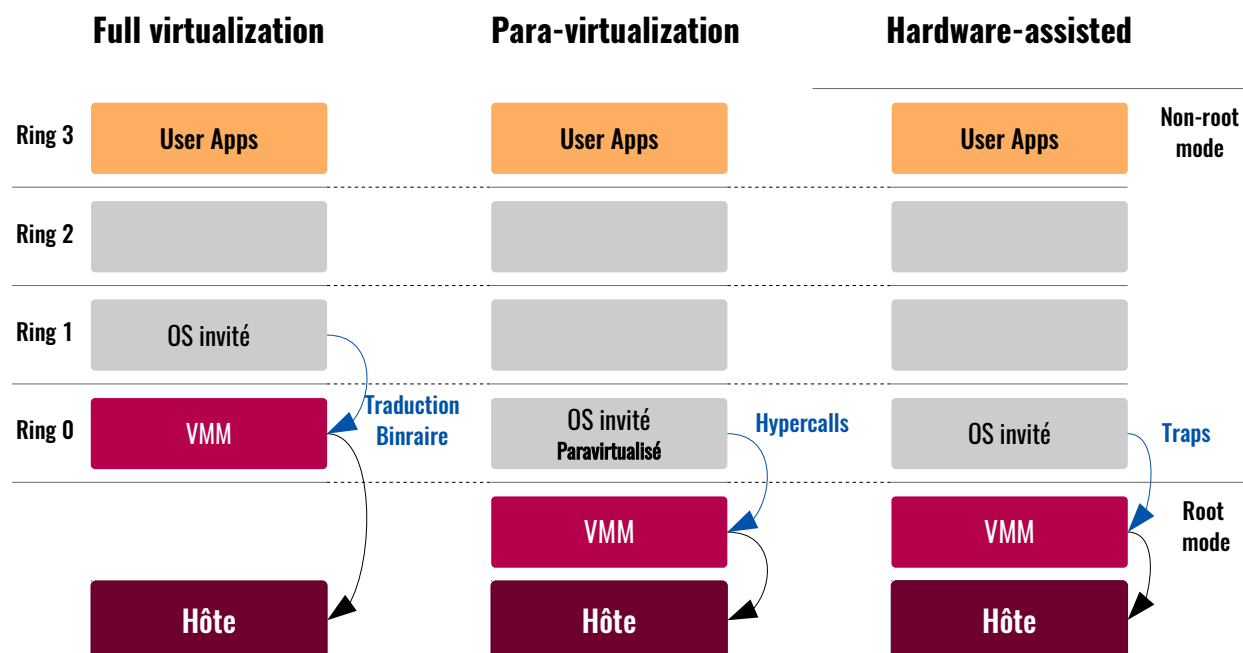 Full virtualization
Para-virtualization
Hardware-assisted
Ring 3
User Apps
User Apps
User Apps
Non-root
mode
Ring 2
Ring 1
OS invité
Ring 0
VMM
Traduction
Binraire
OS invité
Paravirtualisé
Hypercalls
OS invité
Traps
VMM
VMM
Root
mode
Hôte
Hôte
Hôte